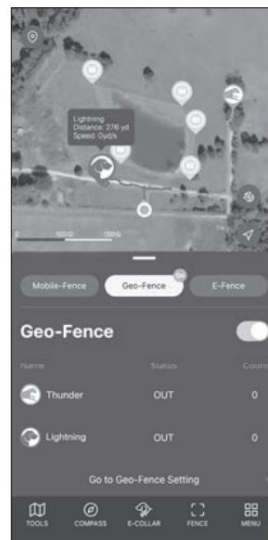 Lightning
Distance: 276 yd
Speed: 0yd/s
Mobile-Fence
Geo-Fence
E-Fence
Geo-Fence
Name Status Count
Thunder OUT 0
Lightning OUT 0
Go to Geo-Fence Setting
TOOLS COMPASS E-COLLAR FENCE MENU